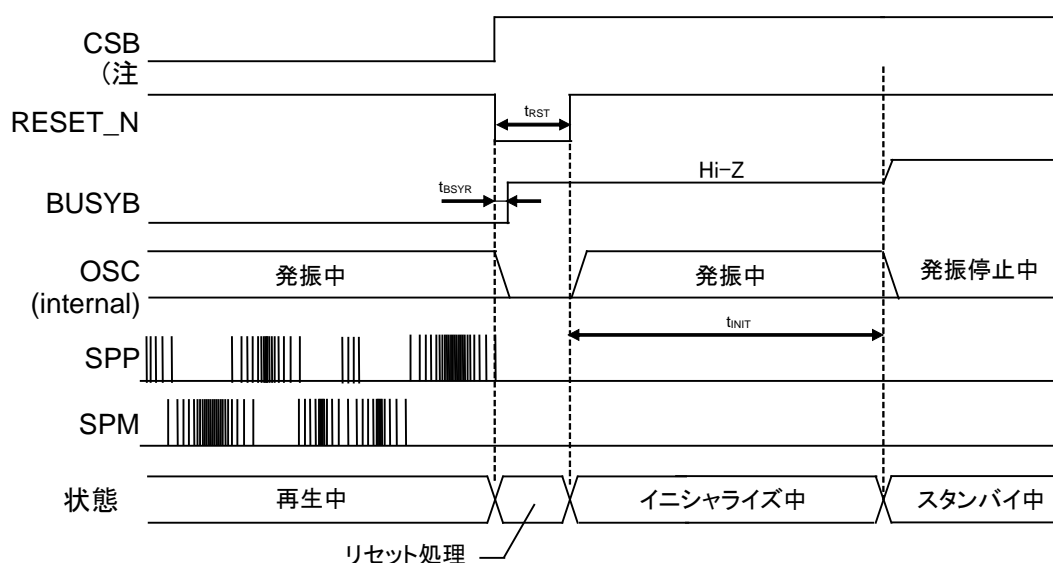 CSB
(注
RESET_N
tRST
Hi-Z
tBSYR
BUSYB
OSC
(internal)
発振中
発振中
発振停止中
tINIT
SPP
SPM
状態
再生中
イニシャライズ中
スタンバイ中
リセット処理